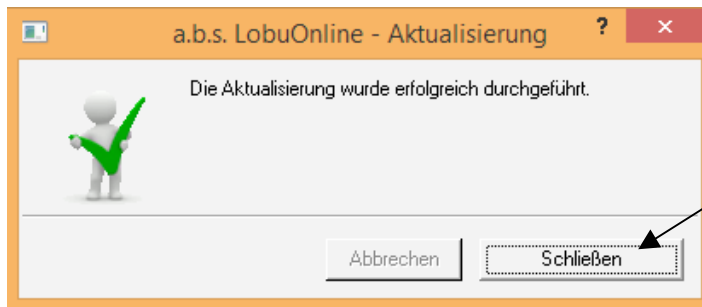 a.b.s. LobuOnline - Aktualisierung ? ×
Die Aktualisierung wurde erfolgreich durchgeführt.
Abbrechen Schließen